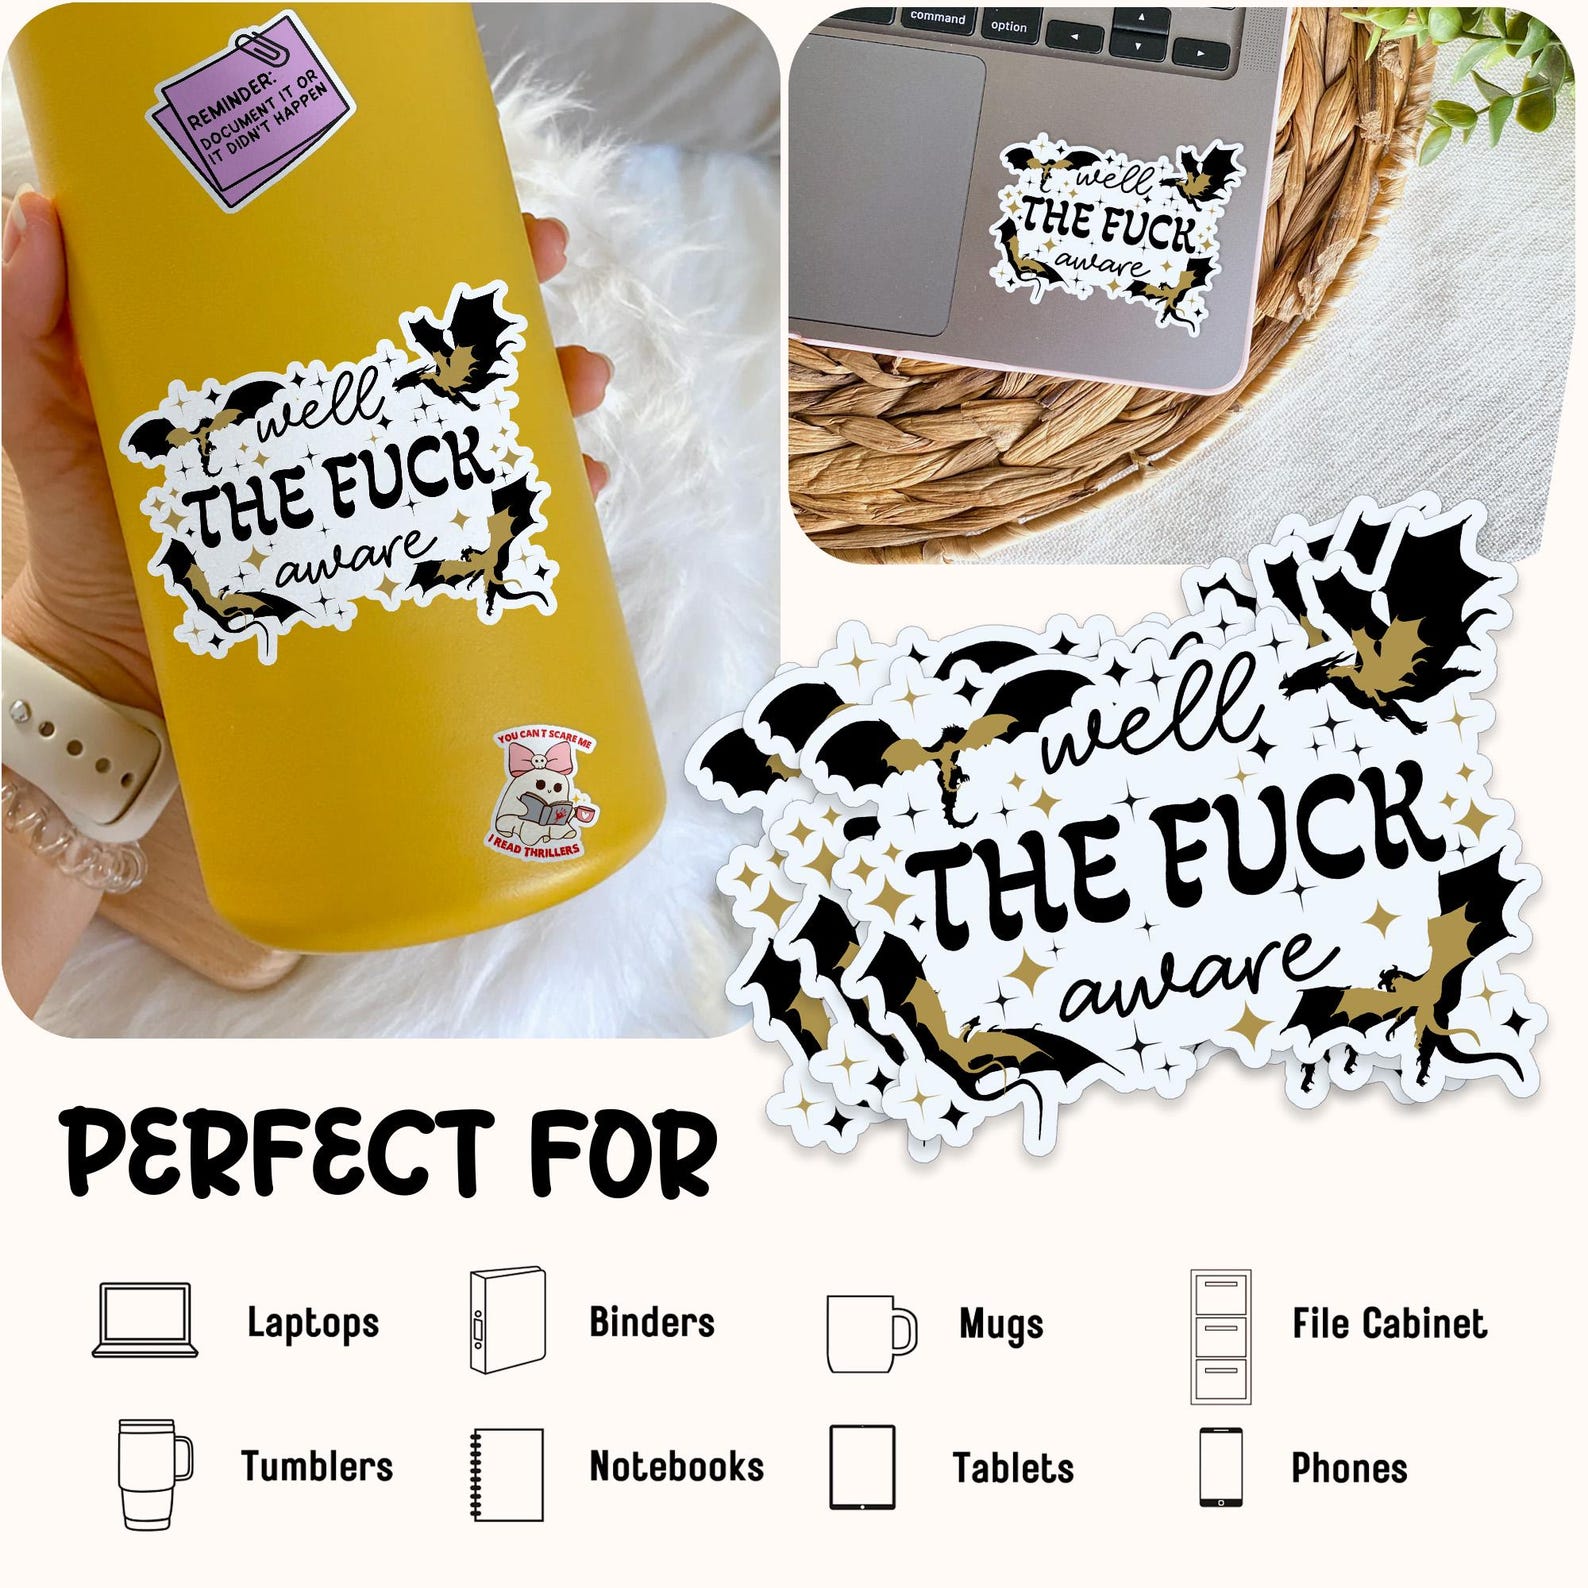 REMINDER:
DOCUMENT IT OR
IT DIDN'T HAPPEN
well
THE FUCK
aware
YOU CAN'T SCARE ME
I READ THRILLERS
command
option
well
THE FUCK
aware
well
THE FUCK
aware
PERFECT FOR
Laptops
Binders
Mugs
File Cabinet
Tumblers
Notebooks
Tablets
Phones